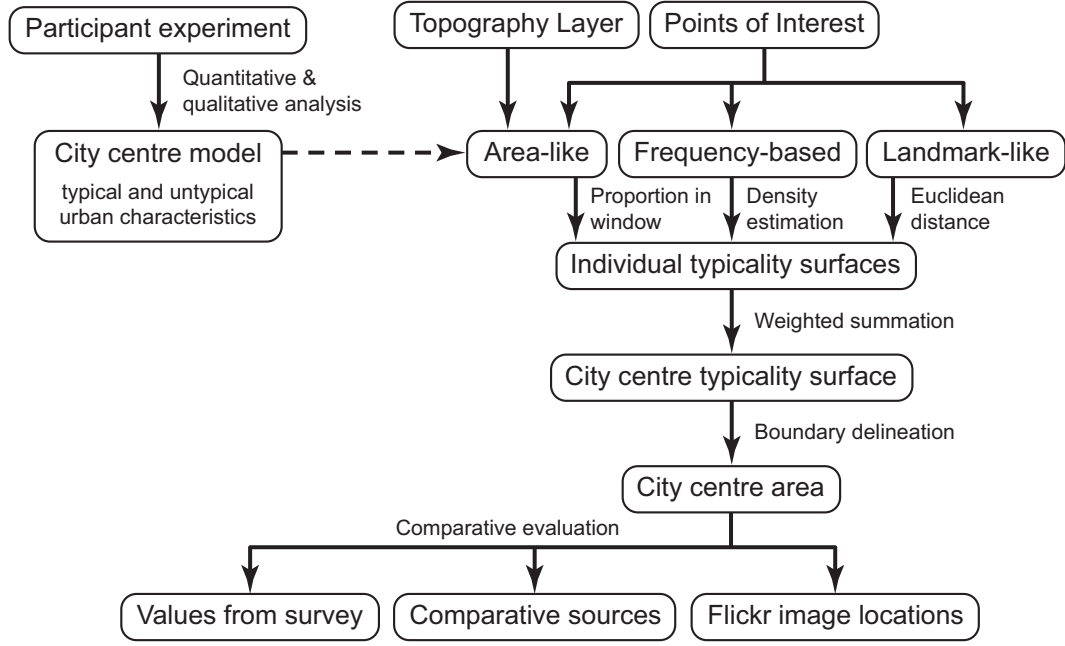 Participant experiment
Topography Layer
Points of Interest
Quantitative &
qualitative analysis
City centre model
typical and untypical
urban characteristics
Area-like
Frequency-based
Landmark-like
Proportion in
window
Density
estimation
Euclidean
distance
Individual typicality surfaces
Weighted summation
City centre typicality surface
Boundary delineation
City centre area
Comparative evaluation
Values from survey
Comparative sources
Flickr image locations